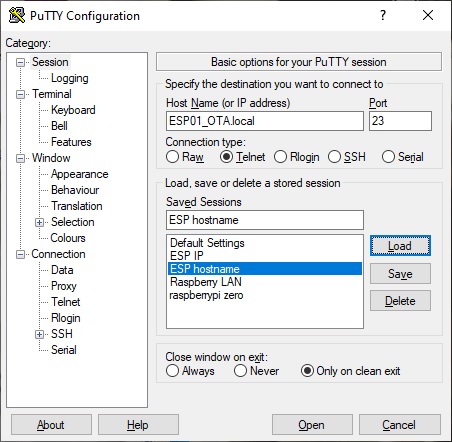 PuTTY Configuration
? ×
Category:
Session
Logging
Terminal
Keyboard
Bell
Features
Window
Appearance
Behaviour
Translation
Selection
Colours
Connection
Data
Proxy
Telnet
Rlogin
SSH
Serial
Basic options for your PuTTY session
Specify the destination you want to connect to
Host Name (or IP address) Port
ESP01_OTA.local 23
Connection type:
Raw Telnet Rlogin SSH Serial
Load, save or delete a stored session
Saved Sessions
ESP hostname
Default Settings
ESP IP
ESP hostname
Raspberry LAN
raspberrypi zero
Load
Save
Delete
Close window on exit:
Always Never Only on clean exit
About Help Open Cancel